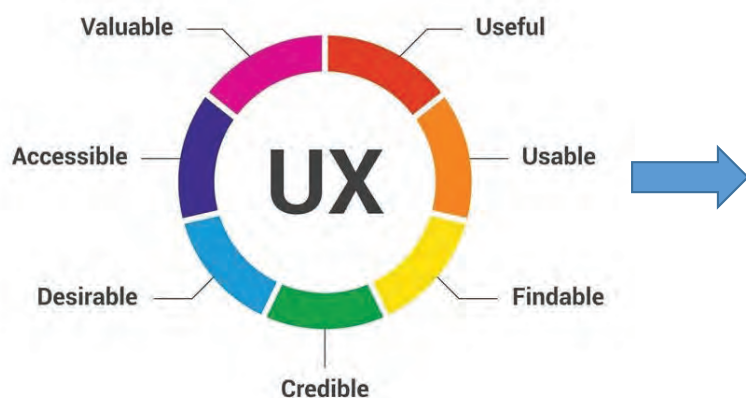 Valuable
Useful
Accessible
UX
Usable
Desirable
Findable
Credible